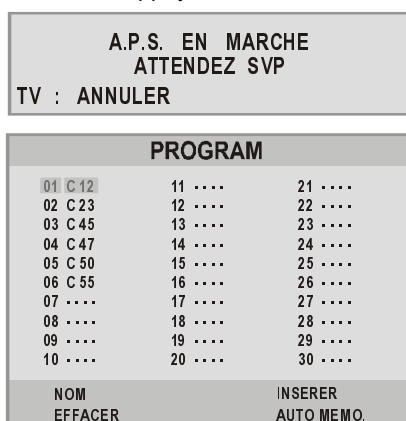 A.P.S. EN MARCHE
ATTENDEZ SVP
TV : ANNULER
PROGRAM
01 C 12 11 .... 21 ....
02 C 23 12 .... 22 ....
03 C 45 13 .... 23 ....
04 C 47 14 .... 24 ....
05 C 50 15 .... 25 ....
06 C 55 16 .... 26 ....
07 .... 17 .... 27 ....
08 .... 18 .... 28 ....
09 .... 19 .... 29 ....
10 .... 20 .... 30 ....
NOM INSERER
EFFACER AUTO MEMO.